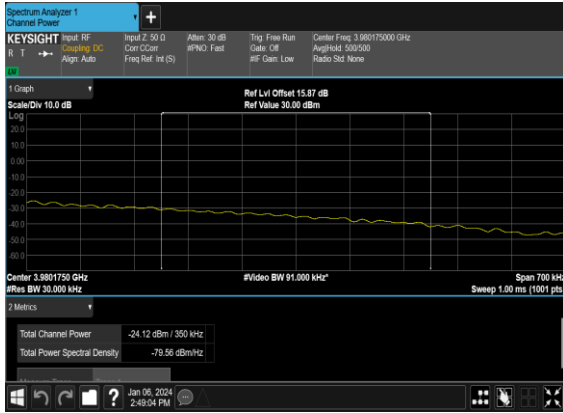 Spectrum Analyzer 1
Channel Power
+
KEYSIGHT Input: RF Input Z: 50 Ω Atten: 30 dB Trig: Free Run Center Freq: 3.980175000 GHz
R T Coupling: DC Corr CCorr #PNO: Fast Gate: Off Avg|Hold: 500/500
Align: Auto Freq Ref: Int (S) #IF Gain: Low Radio Std: None
1 Graph
Ref Lvl Offset 15.87 dB
Scale/Div 10.0 dB Ref Value 30.00 dBm
Log
20.0
10.0
0.00
-10.0
-20.0
-30.0
-40.0
-50.0
-60.0
Center 3.9801750 GHz #Video BW 91.000 kHz* Span 700 kHz
#Res BW 30.000 kHz Sweep 1.00 ms (1001 pts
2 Metrics
Total Channel Power -24.12 dBm / 350 kHz
Total Power Spectral Density -79.56 dBm/Hz
? Jan 06, 2024
2:49:04 PM